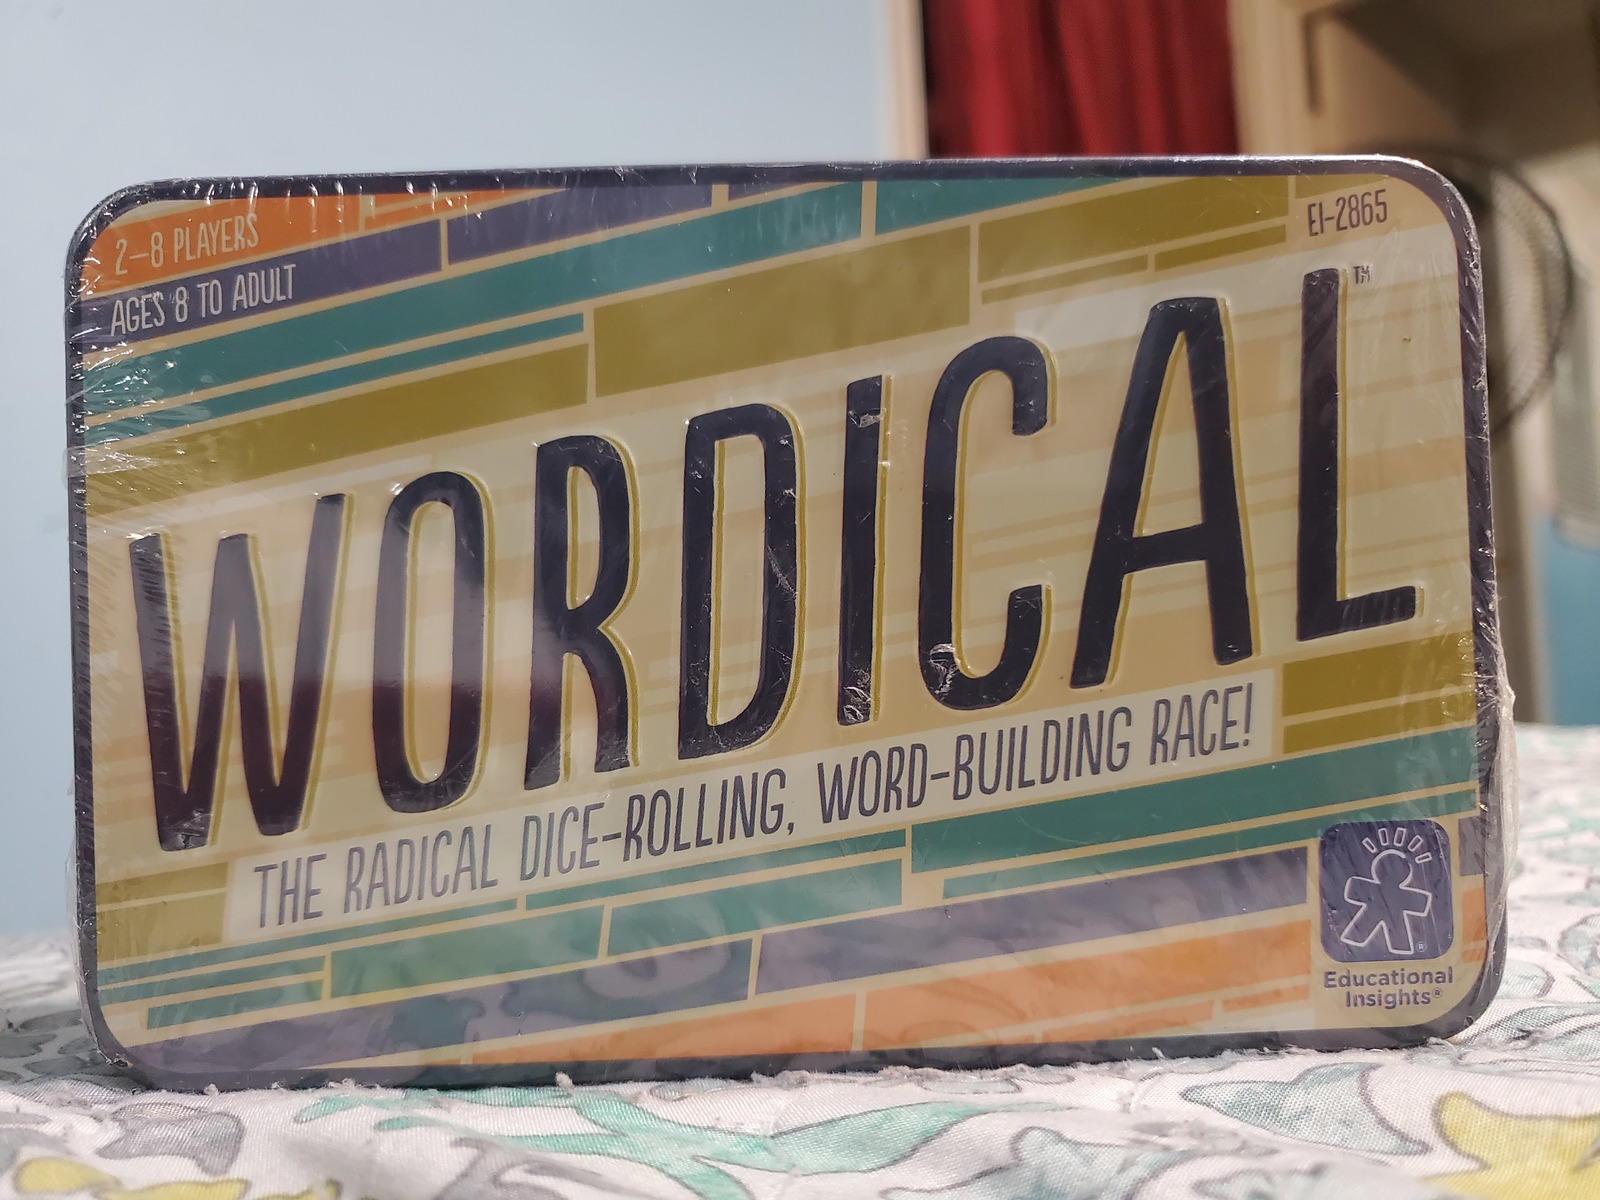 2–8 PLAYERS
AGES 8 TO ADULT
EI-2865
WORDICAL™
THE RADICAL DICE-ROLLING, WORD-BUILDING RACE!
Educational
Insights®